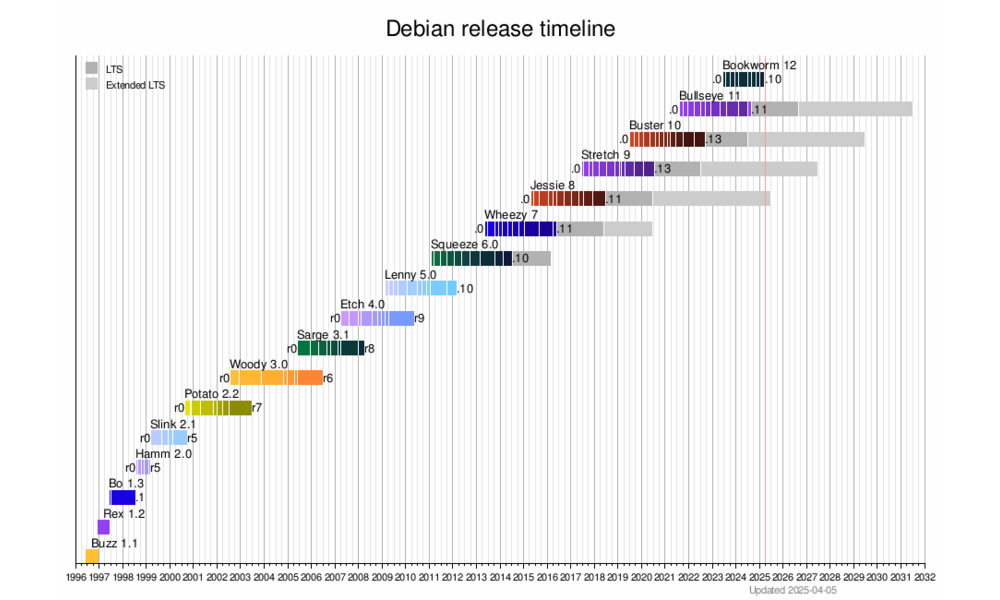 Debian release timeline
LTS
Extended LTS
Bookworm 12
.0 .10
Bullseye 11
.0 .11
Buster 10
.0 .13
Stretch 9
.0 .13
Jessie 8
.0 .11
Wheezy 7
.0 .11
Squeeze 6.0
.10
Lenny 5.0
.10
Etch 4.0
r0 r9
Sarge 3.1
r0 r8
Woody 3.0
r0 r6
Potato 2.2
r0 r7
Slink 2.1
r0 r5
Hamm 2.0
r0 r5
Bo 1.3
.1
Rex 1.2
Buzz 1.1
1996 1997 1998 1999 2000 2001 2002 2003 2004 2005 2006 2007 2008 2009 2010 2011 2012 2013 2014 2015 2016 2017 2018 2019 2020 2021 2022 2023 2024 2025 2026 2027 2028 2029 2030 2031 2032
Updated 2025-04-05